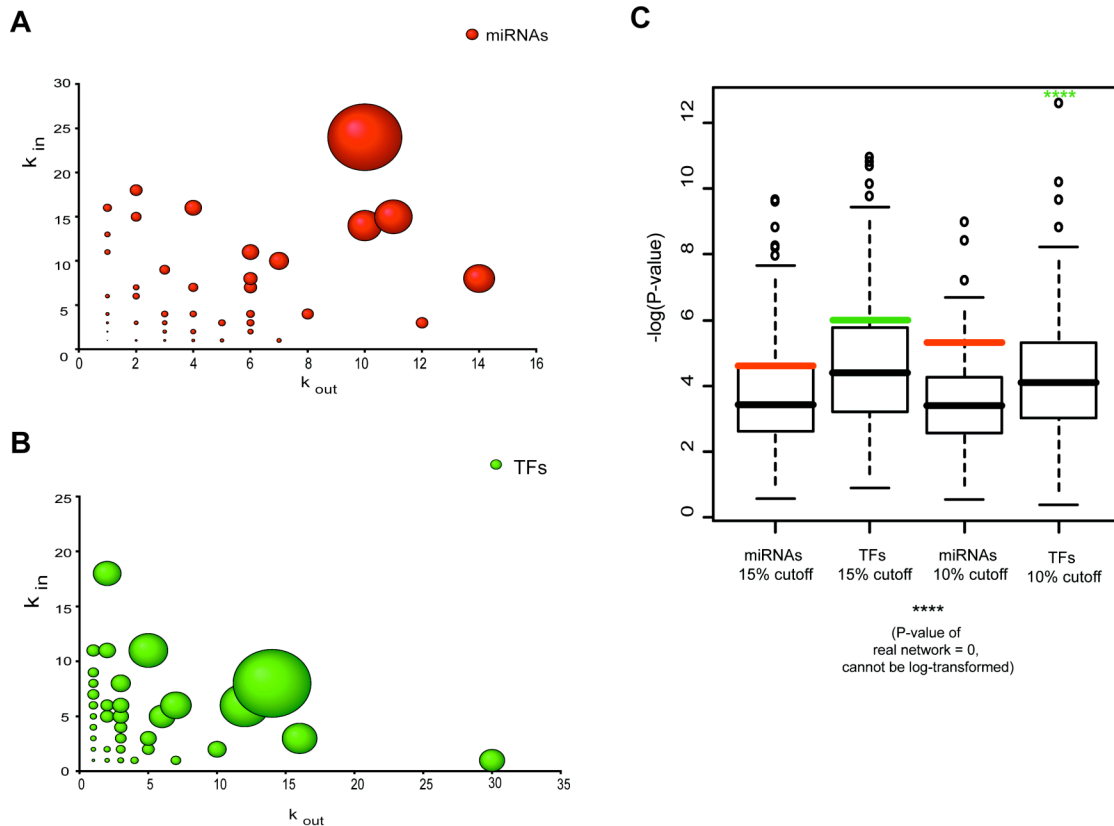 A
miRNAs
30
25
20
15
10
5
0
k in
0 2 4 6 8 10 12 14 16
k out
B
TFs
25
20
15
10
5
0
k in
5 10 15 20 25 30 35
k out
C
12
10
8
6
4
2
0
-log(P-value)
****
miRNAs 15% cutoff
TFs 15% cutoff
miRNAs 10% cutoff
TFs 10% cutoff
****
(P-value of
real network = 0,
cannot be log-transformed)